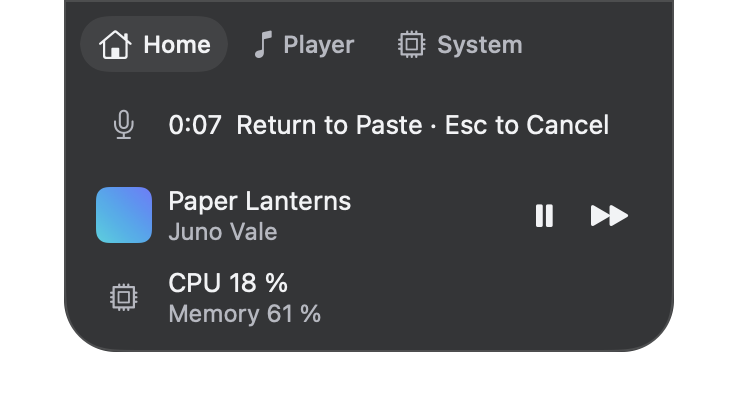 Home Player System
0:07 Return to Paste · Esc to Cancel
Paper Lanterns
Juno Vale
CPU 18 %
Memory 61 %